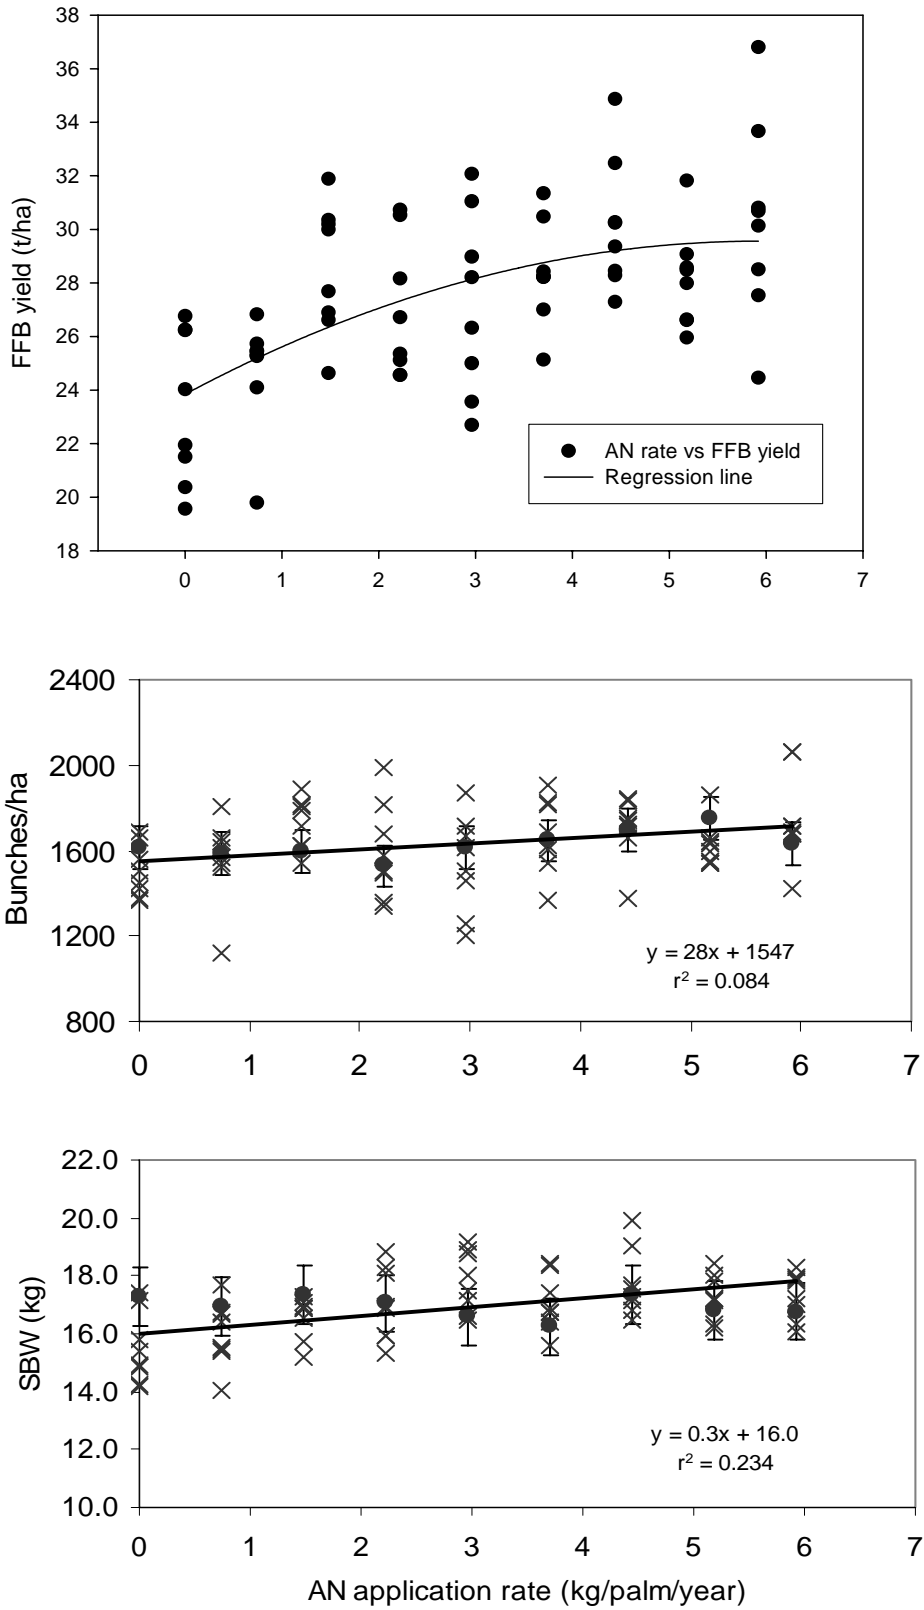 38
36
34
32
30
28
26
24
22
20
18
FFB yield (t/ha)
AN rate vs FFB yield
Regression line
0 1 2 3 4 5 6 7
2400
2000
1600
1200
800
Bunches/ha
y = 28x + 1547
r² = 0.084
0 1 2 3 4 5 6 7
22.0
20.0
18.0
16.0
14.0
12.0
10.0
SBW (kg)
y = 0.3x + 16.0
r² = 0.234
0 1 2 3 4 5 6 7
AN application rate (kg/palm/year)